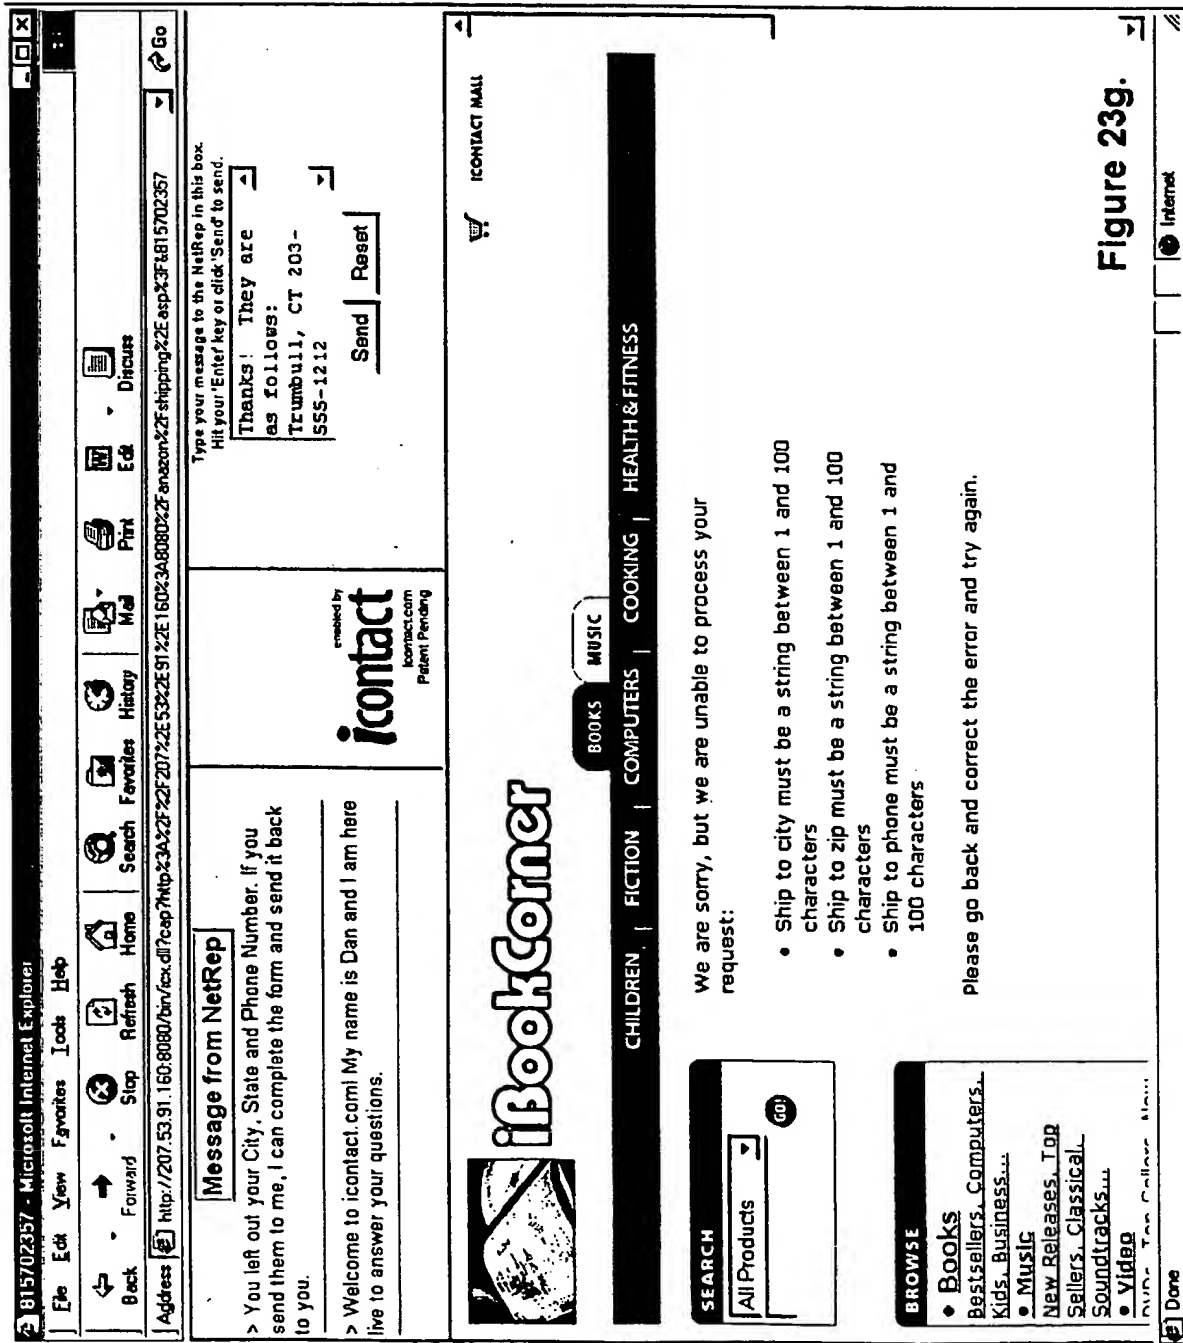 815702357 - Microsoft Internet Explorer
File Edit View Favorites Tools Help
Back Forward Stop Refresh Home Search Favorites History Mail Print Edit Discuss
Address http://207.53.91.160:8080/bin/icx.dll?cap?http%3A%2F%2F207%2E53%2E91%2E160%3A8080%2Fanazon%2Fshipping%2Easp%3F&815702357 Go
Message from NetRep
> You left out your City, State and Phone Number. If you
send them to me, I can complete the form and send it back
to you.
> Welcome to icontact.com! My name is Dan and I am here
live to answer your questions.
enabled by
icontact
Icontact.com
Patent Pending
Type your message to the NetRep in this box.
Hit your 'Enter' key or click 'Send' to send.
Thanks! They are
as follows:
Trumbull, CT 203-
555-1212
Send Reset
iBookCorner
ICONTACT MALL
BOOKS MUSIC
CHILDREN | FICTION | COMPUTERS | COOKING | HEALTH & FITNESS
SEARCH
All Products
GO!
BROWSE
• Books
Bestsellers, Computers,
Kids, Business...
• Music
New Releases, Top
Sellers, Classical,
Soundtracks...
• Video
DVDs, Top Sellers, New
We are sorry, but we are unable to process your
request:
• Ship to city must be a string between 1 and 100
characters
• Ship to zip must be a string between 1 and 100
characters
• Ship to phone must be a string between 1 and
100 characters
Please go back and correct the error and try again.
Figure 23g.
Done Internet